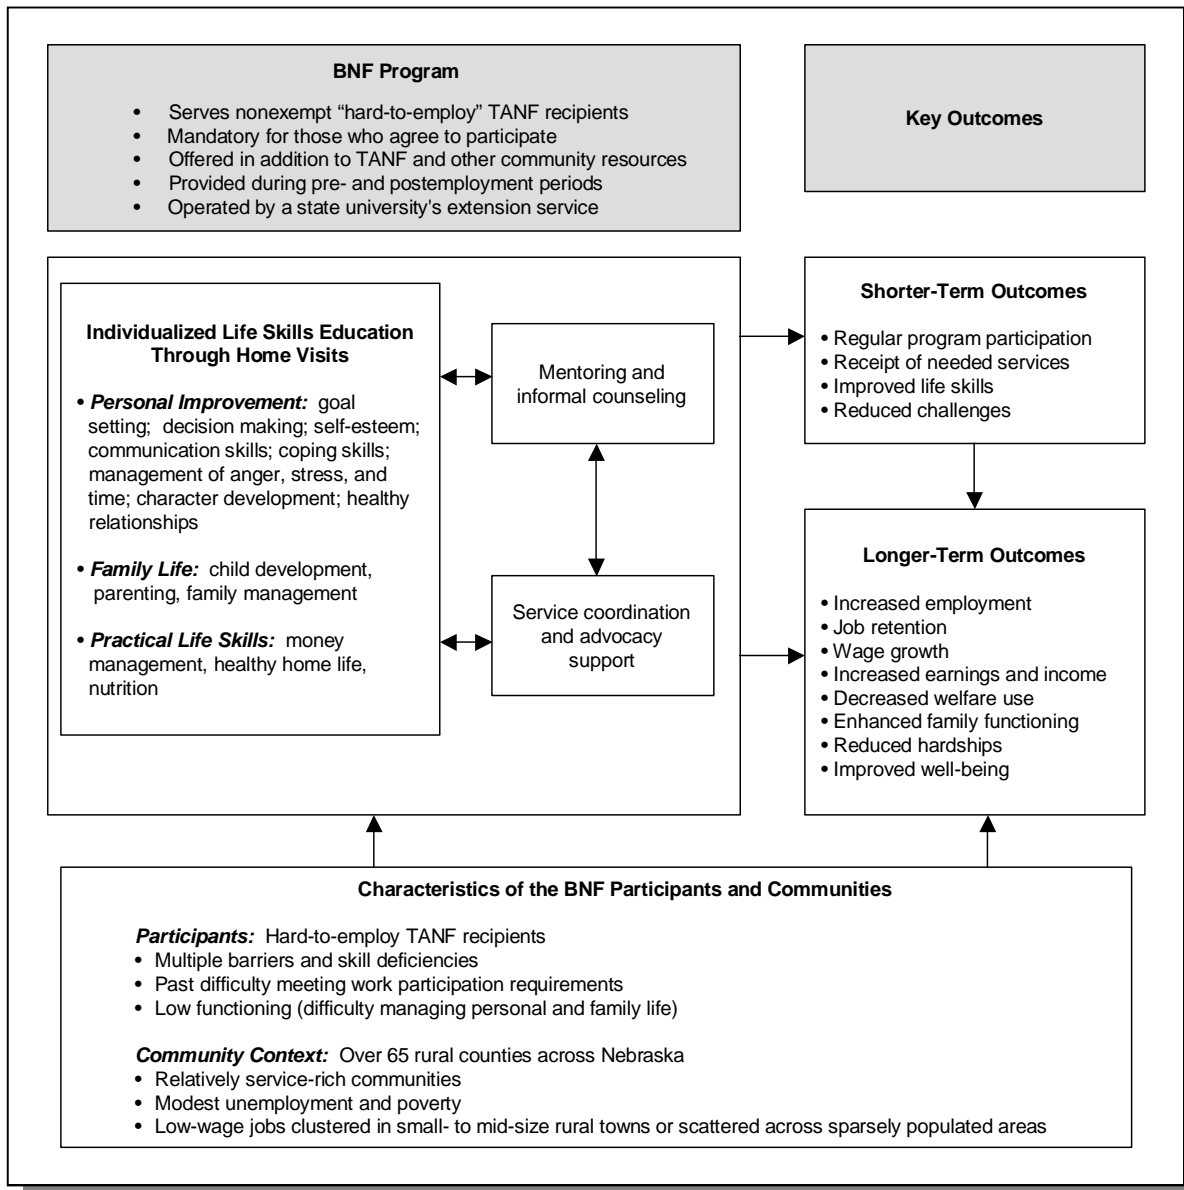 BNF Program
• Serves nonexempt “hard-to-employ” TANF recipients
• Mandatory for those who agree to participate
• Offered in addition to TANF and other community resources
• Provided during pre- and postemployment periods
• Operated by a state university's extension service
Key Outcomes
Individualized Life Skills Education
Through Home Visits
• Personal Improvement: goal
setting; decision making; self-esteem;
communication skills; coping skills;
management of anger, stress, and
time; character development; healthy
relationships
• Family Life: child development,
parenting, family management
• Practical Life Skills: money
management, healthy home life,
nutrition
Mentoring and
informal counseling
Service coordination
and advocacy
support
Shorter-Term Outcomes
• Regular program participation
• Receipt of needed services
• Improved life skills
• Reduced challenges
Longer-Term Outcomes
• Increased employment
• Job retention
• Wage growth
• Increased earnings and income
• Decreased welfare use
• Enhanced family functioning
• Reduced hardships
• Improved well-being
Characteristics of the BNF Participants and Communities
Participants: Hard-to-employ TANF recipients
• Multiple barriers and skill deficiencies
• Past difficulty meeting work participation requirements
• Low functioning (difficulty managing personal and family life)
Community Context: Over 65 rural counties across Nebraska
• Relatively service-rich communities
• Modest unemployment and poverty
• Low-wage jobs clustered in small- to mid-size rural towns or scattered across sparsely populated areas